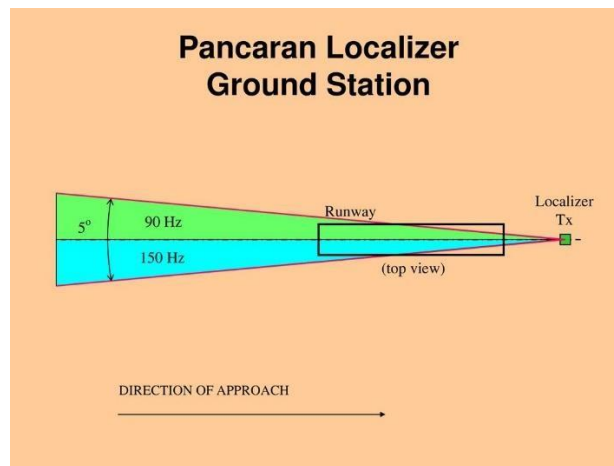 Pancaran Localizer
Ground Station
Localizer
Tx
Runway
5°
90 Hz
150 Hz
(top view)
DIRECTION OF APPROACH